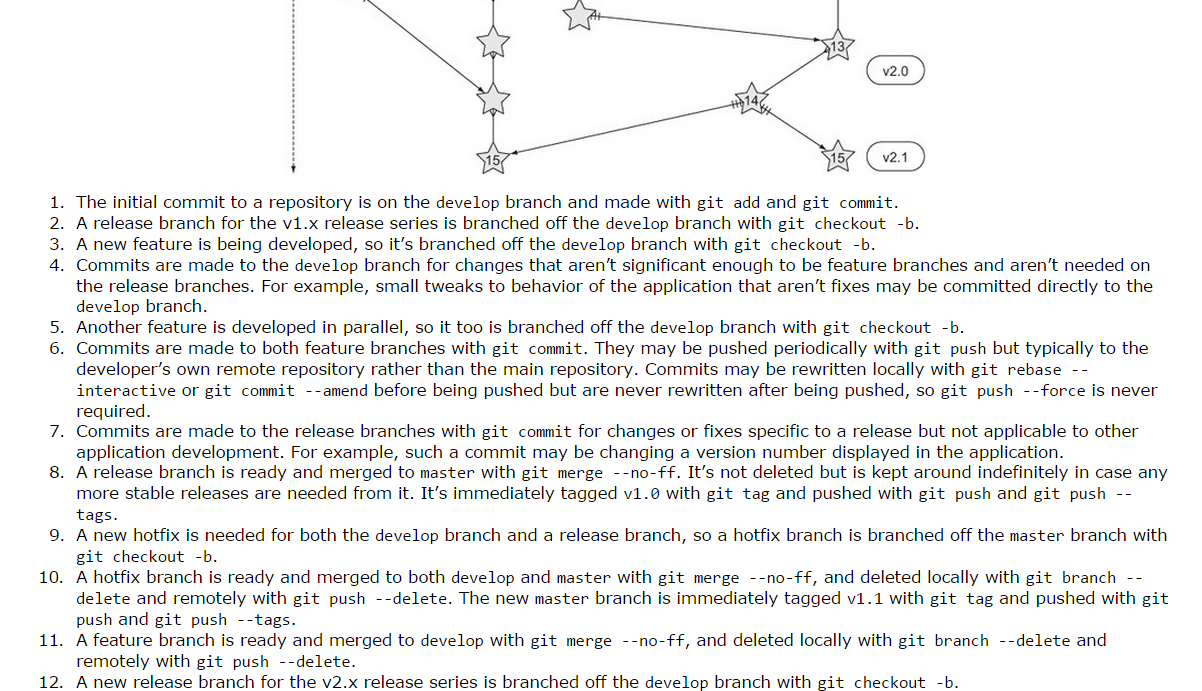 13
v2.0
14
15
15
v2.1
1. The initial commit to a repository is on the develop branch and made with git add and git commit.
2. A release branch for the v1.x release series is branched off the develop branch with git checkout -b.
3. A new feature is being developed, so it’s branched off the develop branch with git checkout -b.
4. Commits are made to the develop branch for changes that aren’t significant enough to be feature branches and aren’t needed on
the release branches. For example, small tweaks to behavior of the application that aren’t fixes may be committed directly to the
develop branch.
5. Another feature is developed in parallel, so it too is branched off the develop branch with git checkout -b.
6. Commits are made to both feature branches with git commit. They may be pushed periodically with git push but typically to the
developer’s own remote repository rather than the main repository. Commits may be rewritten locally with git rebase --
interactive or git commit --amend before being pushed but are never rewritten after being pushed, so git push --force is never
required.
7. Commits are made to the release branches with git commit for changes or fixes specific to a release but not applicable to other
application development. For example, such a commit may be changing a version number displayed in the application.
8. A release branch is ready and merged to master with git merge --no-ff. It’s not deleted but is kept around indefinitely in case any
more stable releases are needed from it. It’s immediately tagged v1.0 with git tag and pushed with git push and git push --
tags.
9. A new hotfix is needed for both the develop branch and a release branch, so a hotfix branch is branched off the master branch with
git checkout -b.
10. A hotfix branch is ready and merged to both develop and master with git merge --no-ff, and deleted locally with git branch --
delete and remotely with git push --delete. The new master branch is immediately tagged v1.1 with git tag and pushed with git
push and git push --tags.
11. A feature branch is ready and merged to develop with git merge --no-ff, and deleted locally with git branch --delete and
remotely with git push --delete.
12. A new release branch for the v2.x release series is branched off the develop branch with git checkout -b.